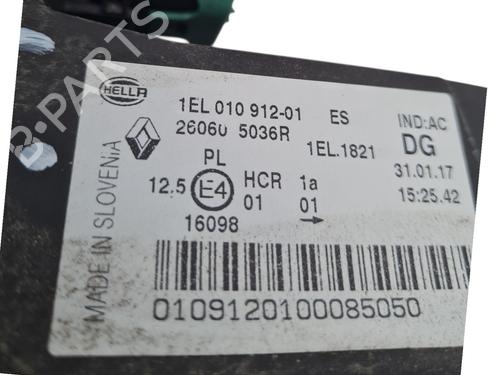 HELLA
1EL 010 912-01 ES
IND:AC
26060 5036R
1EL.1821
DG
PL
31.01.17
12.5 E4 HCR 1a
15:25.42
01 01
16098
MADE IN SLOVENIA
0109120100085050
B-PARTS